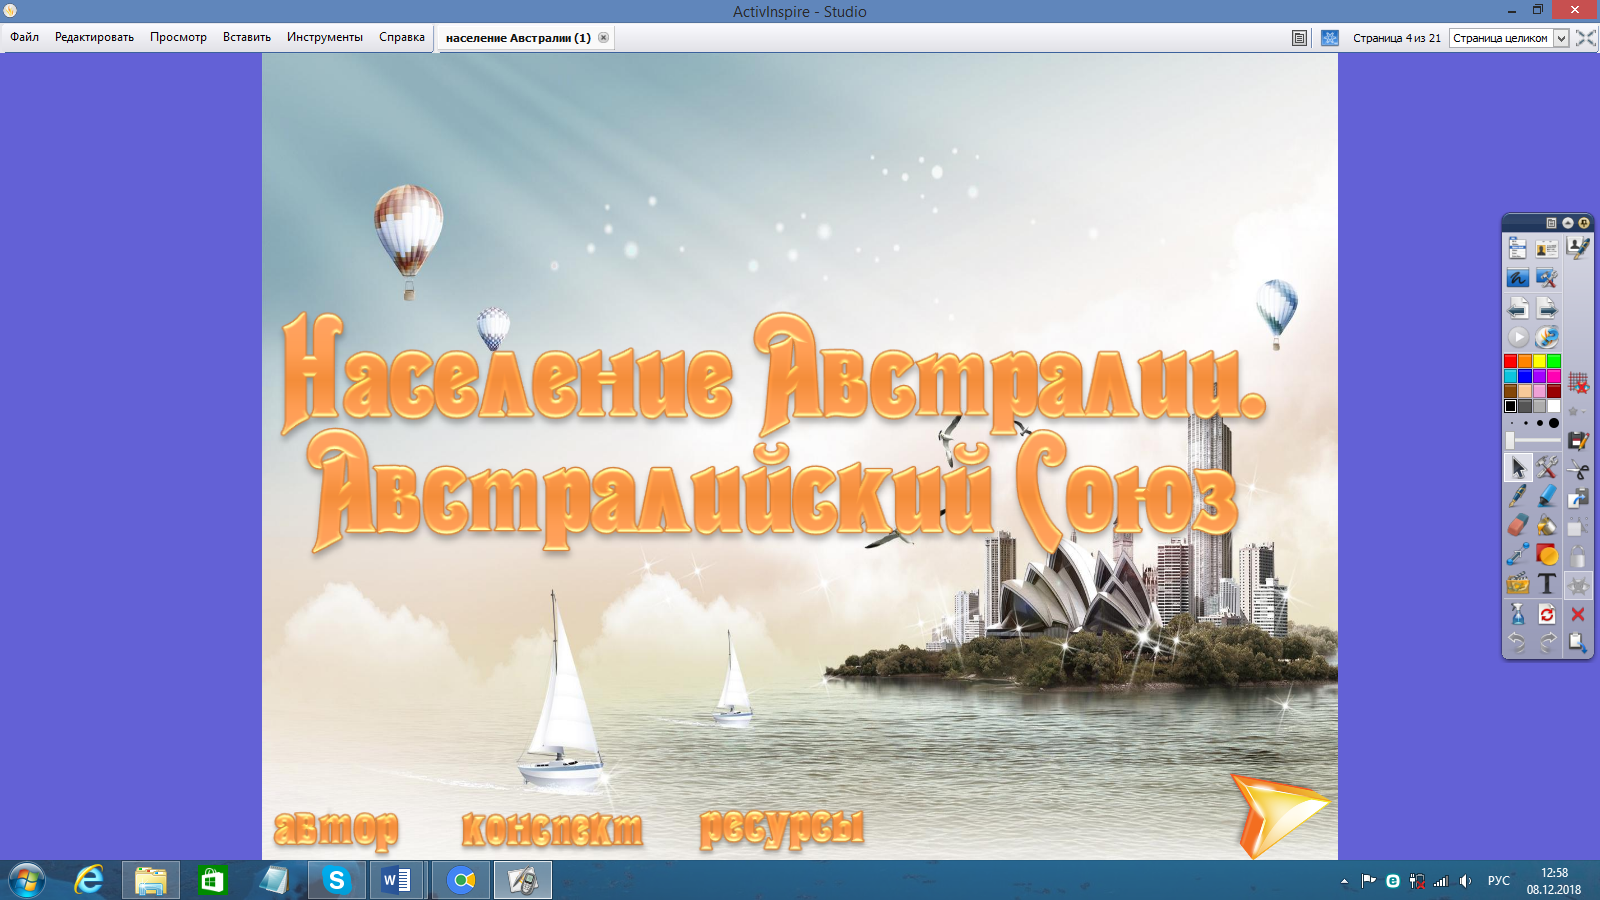 ActivInspire - Studio
Файл Редактировать Просмотр Вставить Инструменты Справка
население Австралии (1)
Страница 4 из 21
Страница целиком
Население Австралии.
Австралийский Союз
автор конспект ресурсы
РУС
12:58
08.12.2018